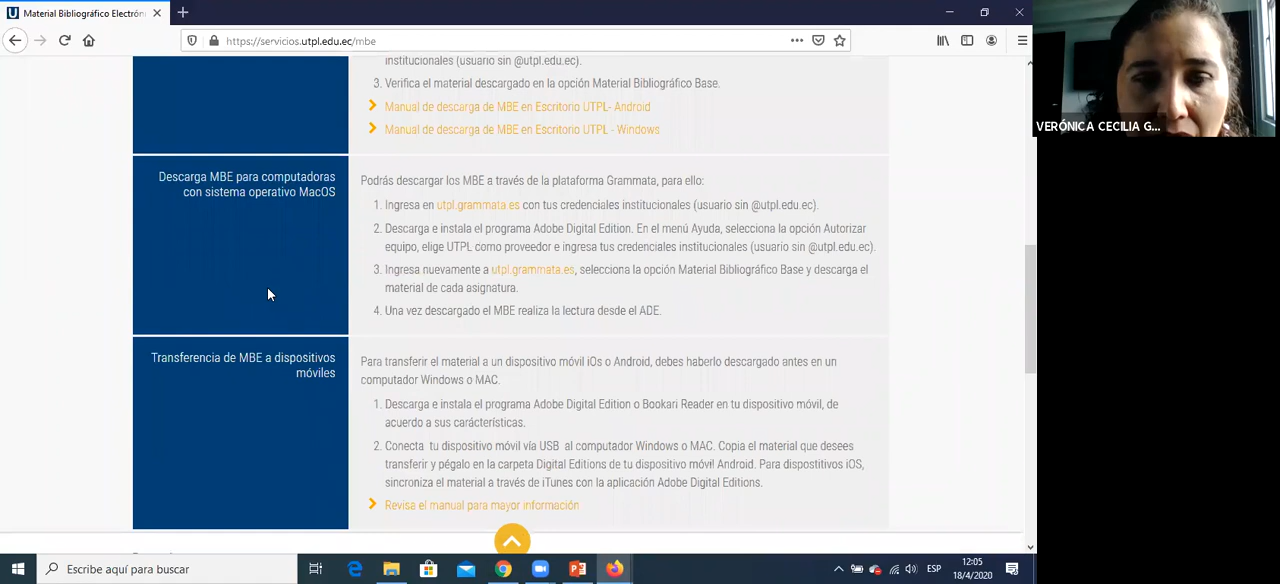 Material Bibliográfico Electrón
https://servicios.utpl.edu.ec/mbe
VERÓNICA CECILIA G...
institucionales (usuario sin @utpl.edu.ec).
3. Verifica el material descargado en la opción Material Bibliográfico Base.
Manual de descarga de MBE en Escritorio UTPL- Android
Manual de descarga de MBE en Escritorio UTPL - Windows
Descarga MBE para computadoras
con sistema operativo MacOS
Podrás descargar los MBE a través de la plataforma Grammata, para ello:
1. Ingresa en utpl.grammata.es con tus credenciales institucionales (usuario sin @utpl.edu.ec).
2. Descarga e instala el programa Adobe Digital Edition. En el menú Ayuda, selecciona la opción Autorizar
equipo, elige UTPL como proveedor e ingresa tus credenciales institucionales (usuario sin @utpl.edu.ec).
3. Ingresa nuevamente a utpl.grammata.es, selecciona la opción Material Bibliográfico Base y descarga el
material de cada asignatura.
4. Una vez descargado el MBE realiza la lectura desde el ADE.
Transferencia de MBE a dispositivos
móviles
Para transferir el material a un dispositivo móvil iOs o Android, debes haberlo descargado antes en un
computador Windows o MAC.
1. Descarga e instala el programa Adobe Digital Edition o Bookari Reader en tu dispositivo móvil, de
acuerdo a sus carácterísticas.
2. Conecta tu dispositivo móvil vía USB al computador Windows o MAC. Copia el material que desees
transferir y pégalo en la carpeta Digital Editions de tu dispositivo móvil Android. Para dispostitivos iOS,
sincroniza el material a través de iTunes con la aplicación Adobe Digital Editions.
Revisa el manual para mayor información
Escribe aquí para buscar
ESP
12:05
18/4/2020